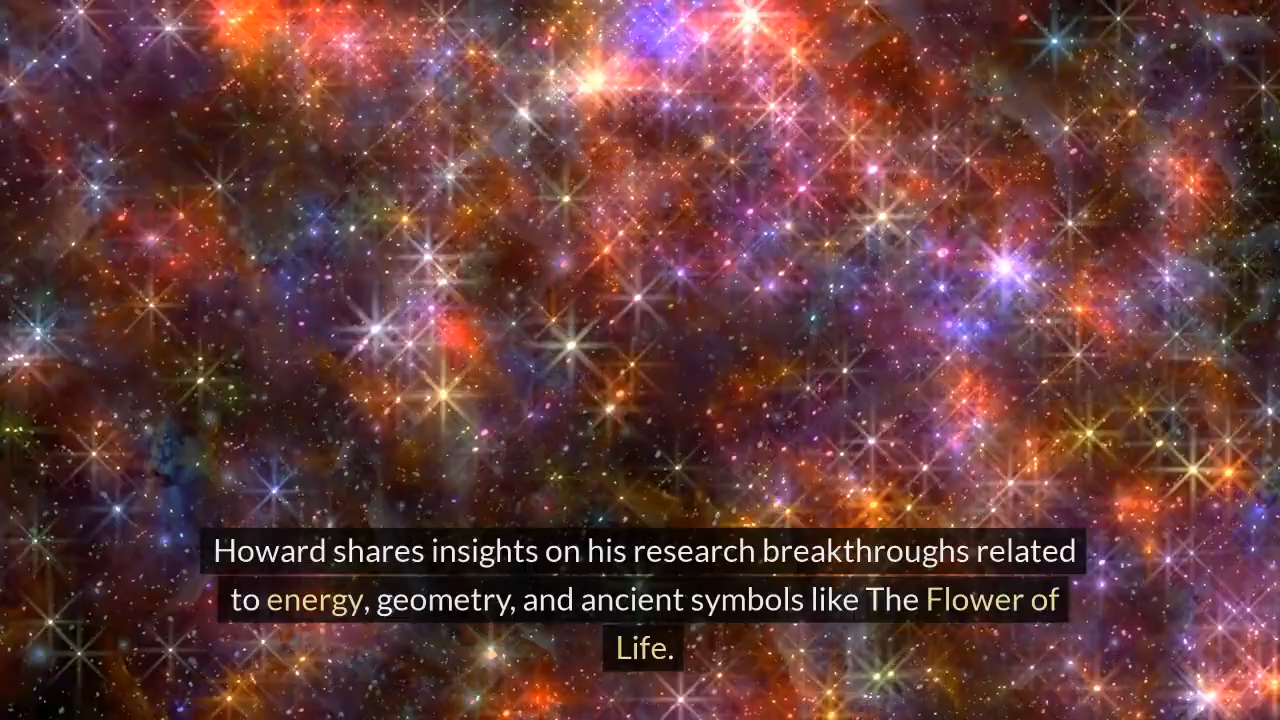 Howard shares insights on his research breakthroughs related
to energy, geometry, and ancient symbols like The Flower of
Life.